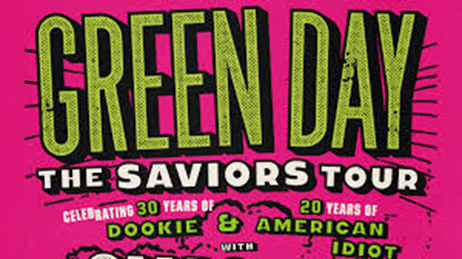 GREEN DAY
THE SAVIORS TOUR
CELEBRATING 30 YEARS OF DOOKIE & 20 YEARS OF AMERICAN IDIOT
WITH